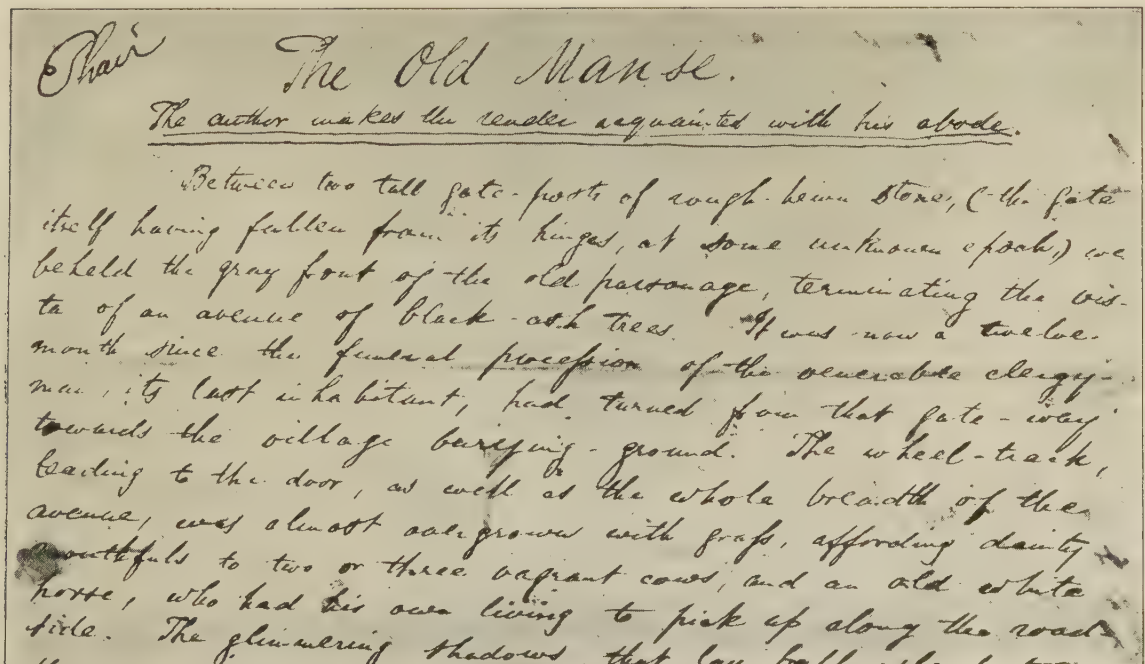 Phair
The Old Manse.
The author makes the reader acquainted with his abode.
Between two tall gate-posts of rough-hewn stone, (the gate
itself having fallen from its hinges, at some unknown epoch,) we
beheld the gray front of the old parsonage, terminating the vis-
ta of an avenue of black-ash trees. It was now a twelve-
month since the funeral procession of the venerable clergy-
man, its last inhabitant, had turned from that gate-way
towards the village burying-ground. The wheel-track,
leading to the door, as well as the whole breadth of the
avenue, was almost overgrown with grass, affording dainty
mouthfuls to two or three vagrant cows, and an old white
horse, who had his own living to pick up along the road-
side. The glimmering shadows that lay half